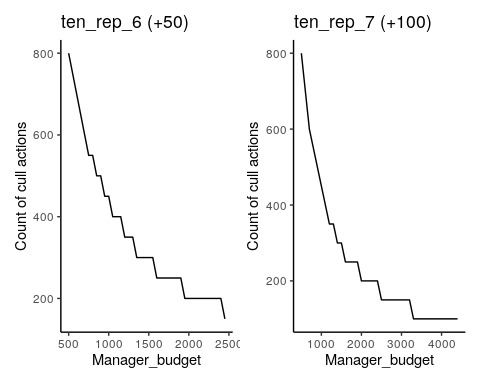 ten_rep_6 (+50)
Count of cull actions
800
600
400
200
500 1000 1500 2000 2500
Manager_budget
ten_rep_7 (+100)
Count of cull actions
800
600
400
200
1000 2000 3000 4000
Manager_budget